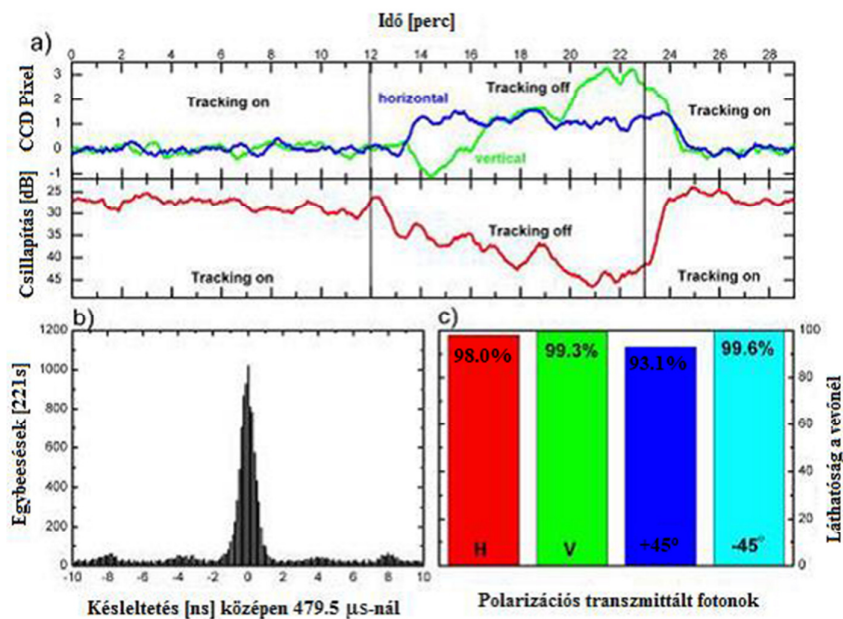 Idő [perc]
a)
0 2 4 6 8 10 12 14 16 18 20 22 24 26 28
CCD Pixel
3
2
1
0
-1
Tracking on
horizontal
Tracking off
vertical
Tracking on
Csillapítás [dB]
25
30
35
40
45
Tracking on
Tracking off
Tracking on
b)
Egybeesések [221s]
1200
1000
800
600
400
200
0
-10 -8 -6 -4 -2 0 2 4 6 8 10
Késleltetés [ns] középen 479.5 μs-nál
c)
98.0% 99.3% 93.1% 99.6%
H V +45° -45°
100
80
60
40
20
0
Láthatóság a vevőnél
Polarizációs transzmittált fotonok